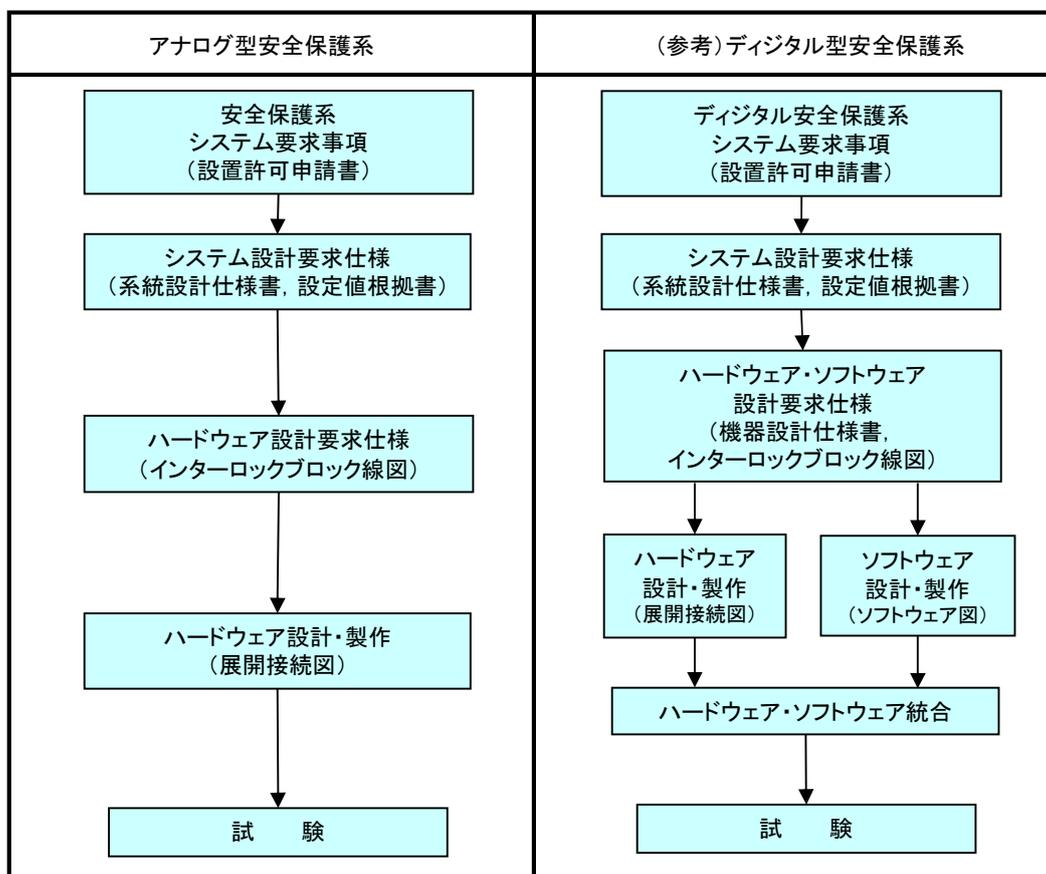 アナログ型安全保護系
安全保護系
システム要求事項
(設置許可申請書)
システム設計要求仕様
(系統設計仕様書, 設定値根拠書)
ハードウェア設計要求仕様
(インターロックブロック線図)
ハードウェア設計・製作
(展開接続図)
試　　験
(参考)ディジタル型安全保護系
ディジタル安全保護系
システム要求事項
(設置許可申請書)
システム設計要求仕様
(系統設計仕様書, 設定値根拠書)
ハードウェア・ソフトウェア
設計要求仕様
(機器設計仕様書,
インターロックブロック線図)
ハードウェア
設計・製作
(展開接続図)
ソフトウェア
設計・製作
(ソフトウェア図)
ハードウェア・ソフトウェア統合
試　　験